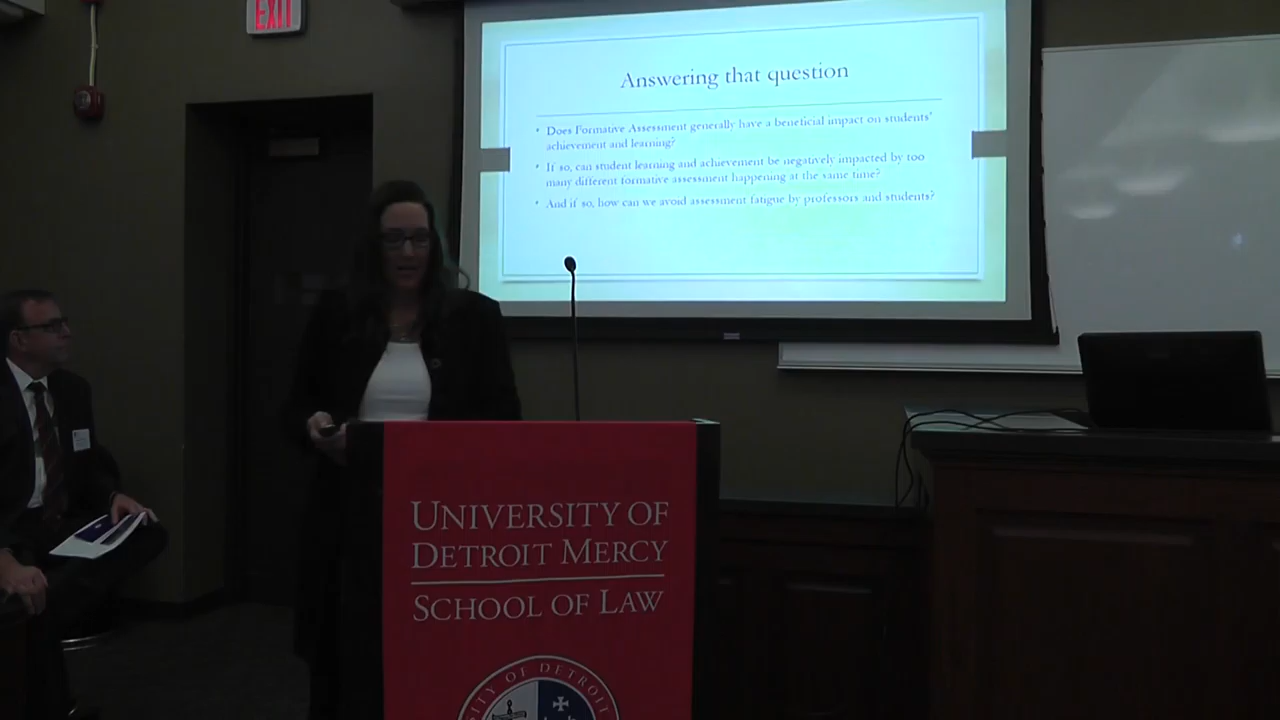 EXIT
Answering that question
• Does Formative Assessment generally have a beneficial impact on students'
achievement and learning?
• If so, can student learning and achievement be negatively impacted by too
many different formative assessment happening at the same time?
• And if so, how can we avoid assessment fatigue by professors and students?
UNIVERSITY OF
DETROIT MERCY
SCHOOL OF LAW
OF DETROIT